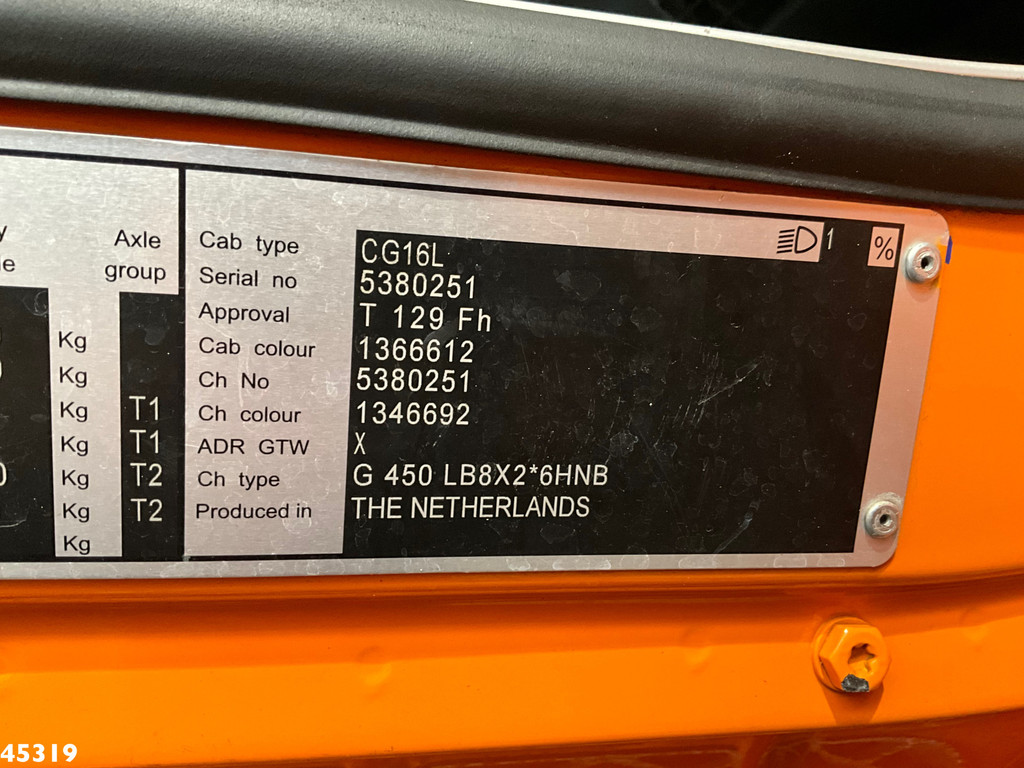 Axle
group
Kg
Kg
Kg T1
Kg T1
Kg T2
Kg T2
Kg
1 %
Cab type CG16L
Serial no 5380251
Approval T 129 Fh
Cab colour 1366612
Ch No 5380251
Ch colour 1346692
ADR GTW X
Ch type G 450 LB8X2*6HNB
Produced in THE NETHERLANDS
45319